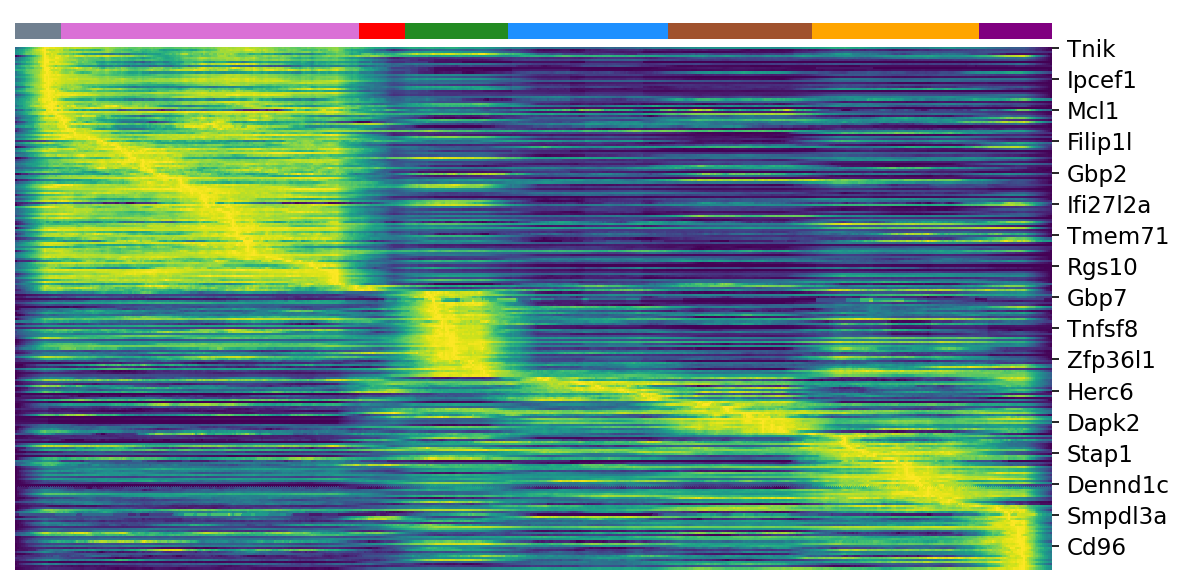 Tnik
Ipcef1
Mcl1
Filip1l
Gbp2
Ifi27l2a
Tmem71
Rgs10
Gbp7
Tnfsf8
Zfp36l1
Herc6
Dapk2
Stap1
Dennd1c
Smpdl3a
Cd96